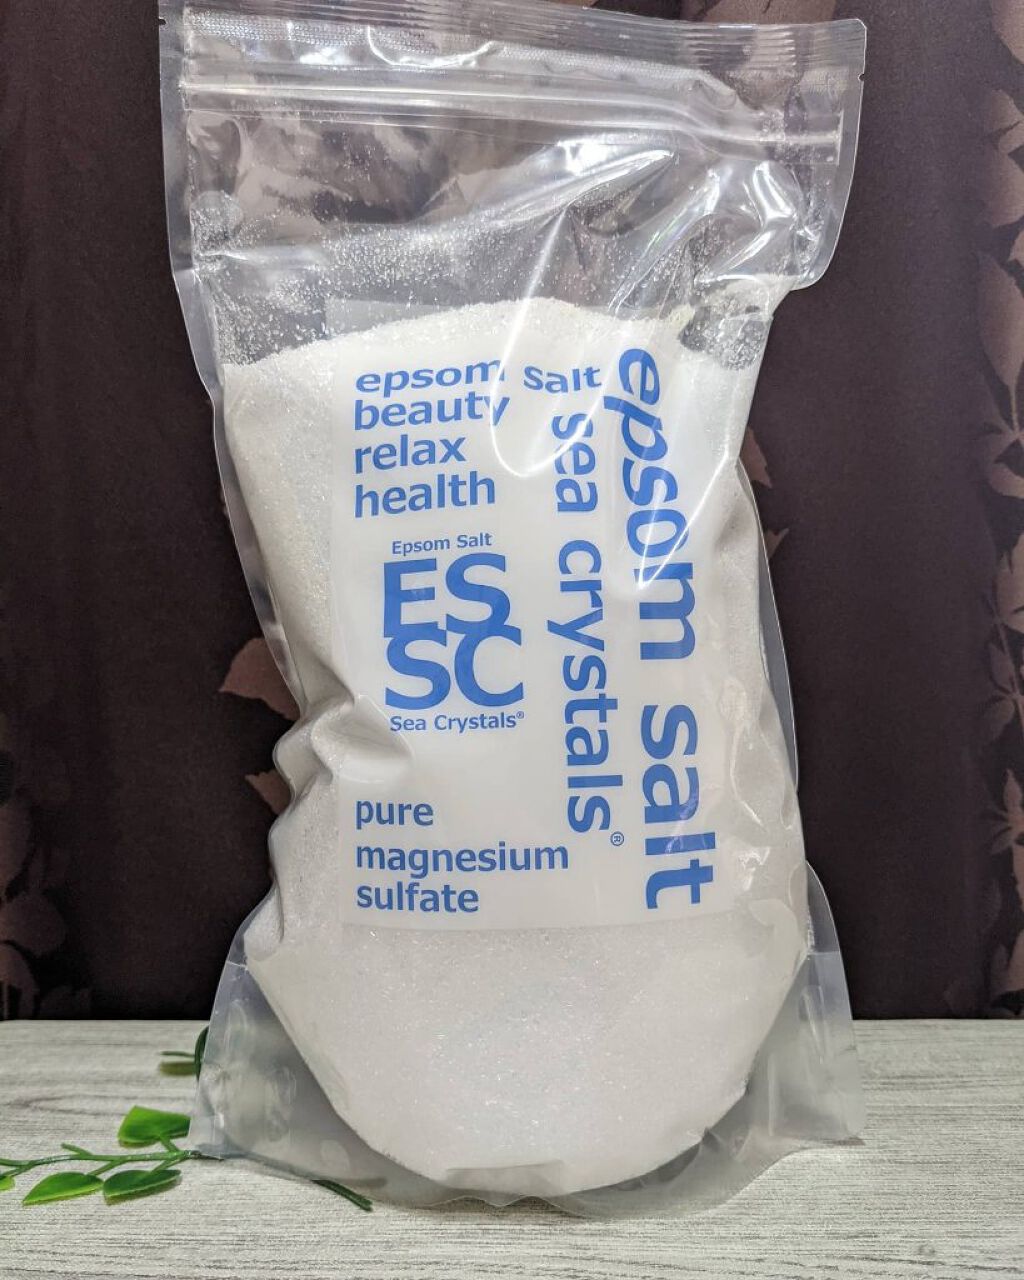 epsom salt
beauty
relax
health
Epsom Salt
ES
SC
Sea Crystals®
pure
magnesium
sulfate
sea crystals®
epsom salt